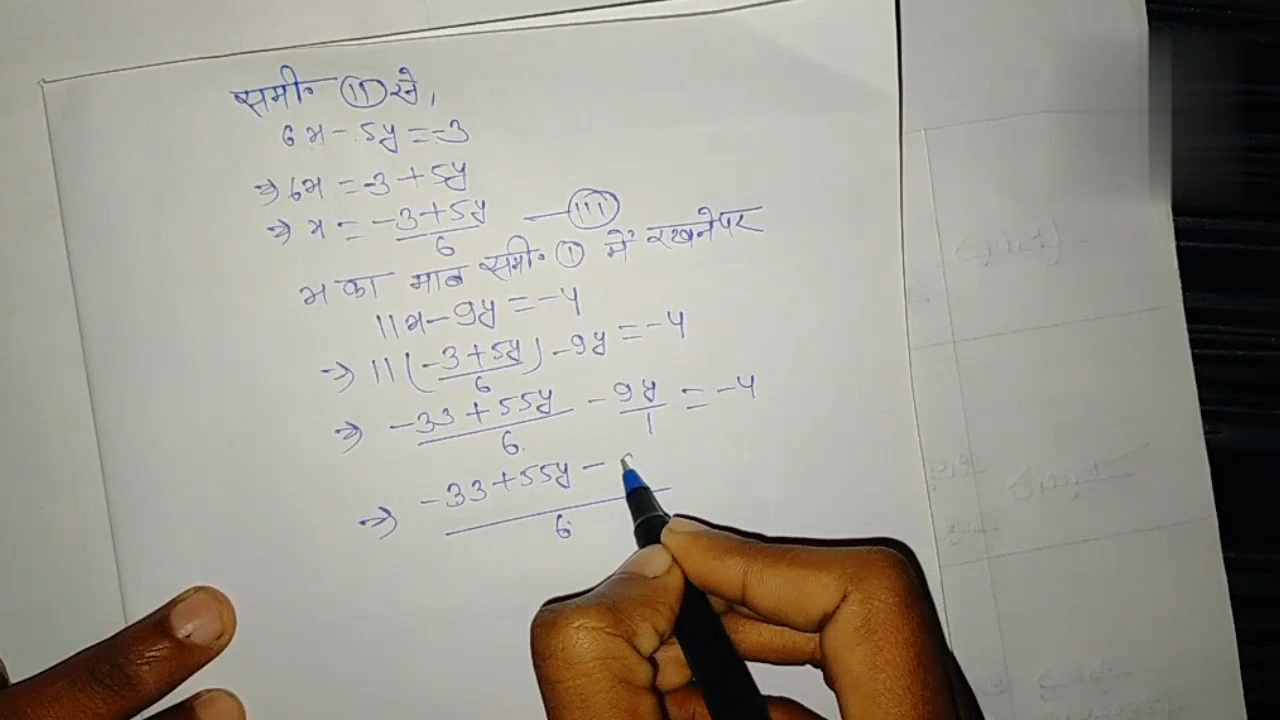 समी॰ (II) से,
6x - 5y = -3
⇒ 6x = -3 + 5y
⇒ x = (-3 + 5y)/6 —(III)
x का मान समी॰ (I) में रखने पर
11x - 9y = -4
⇒ 11((-3 + 5y)/6) - 9y = -4
⇒ (-33 + 55y)/6 - 9y/1 = -4
⇒ (-33 + 55y -)/6